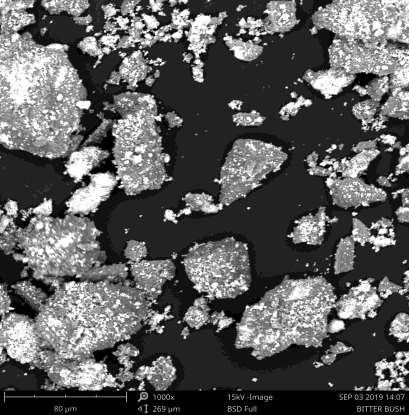 1000x 15kV -Image SEP 03 2019 14:07
80 μm 269 μm BSD Full BITTER BUSH